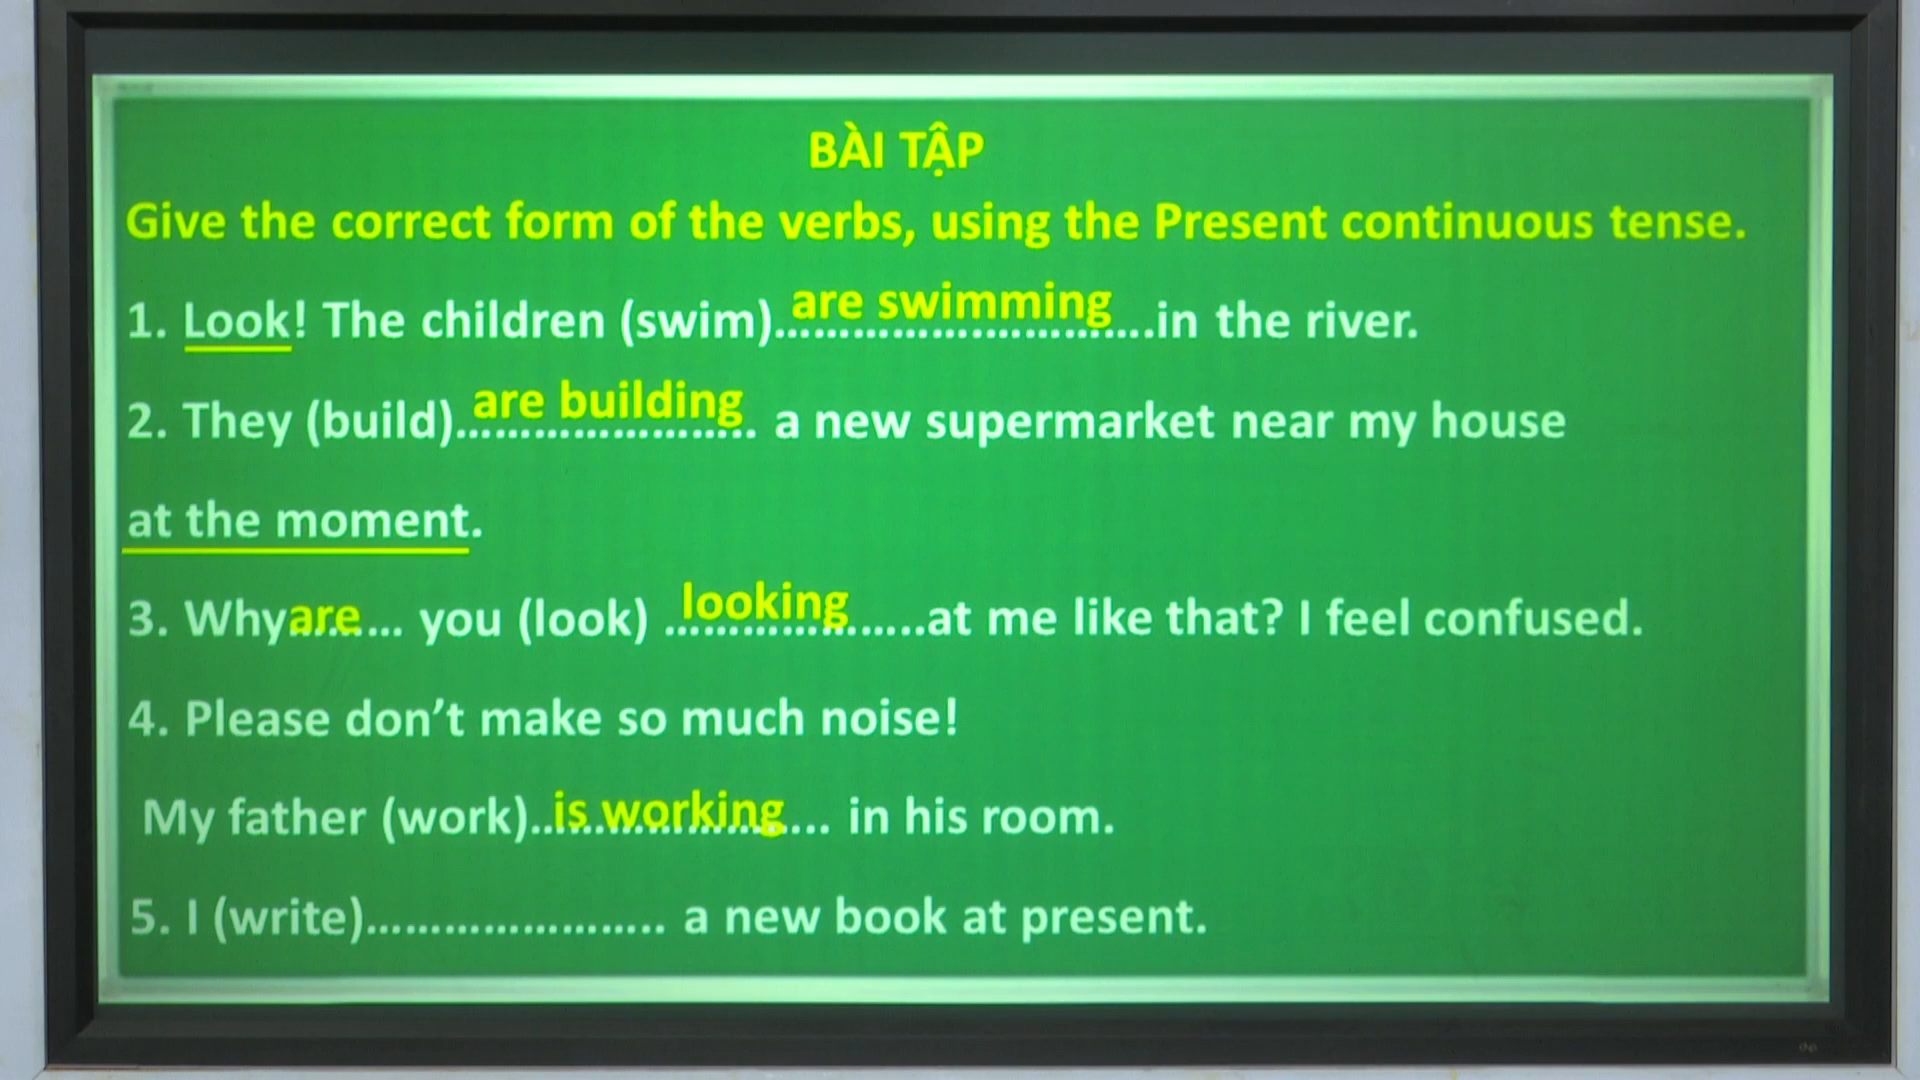 BÀI TẬP
Give the correct form of the verbs, using the Present continuous tense.
1. Look! The children (swim)....are swimming....in the river.
2. They (build)....are building.... a new supermarket near my house
at the moment.
3. Why are.... you (look) ....looking....at me like that? I feel confused.
4. Please don't make so much noise!
My father (work)..is working.... in his room.
5. I (write)....................... a new book at present.